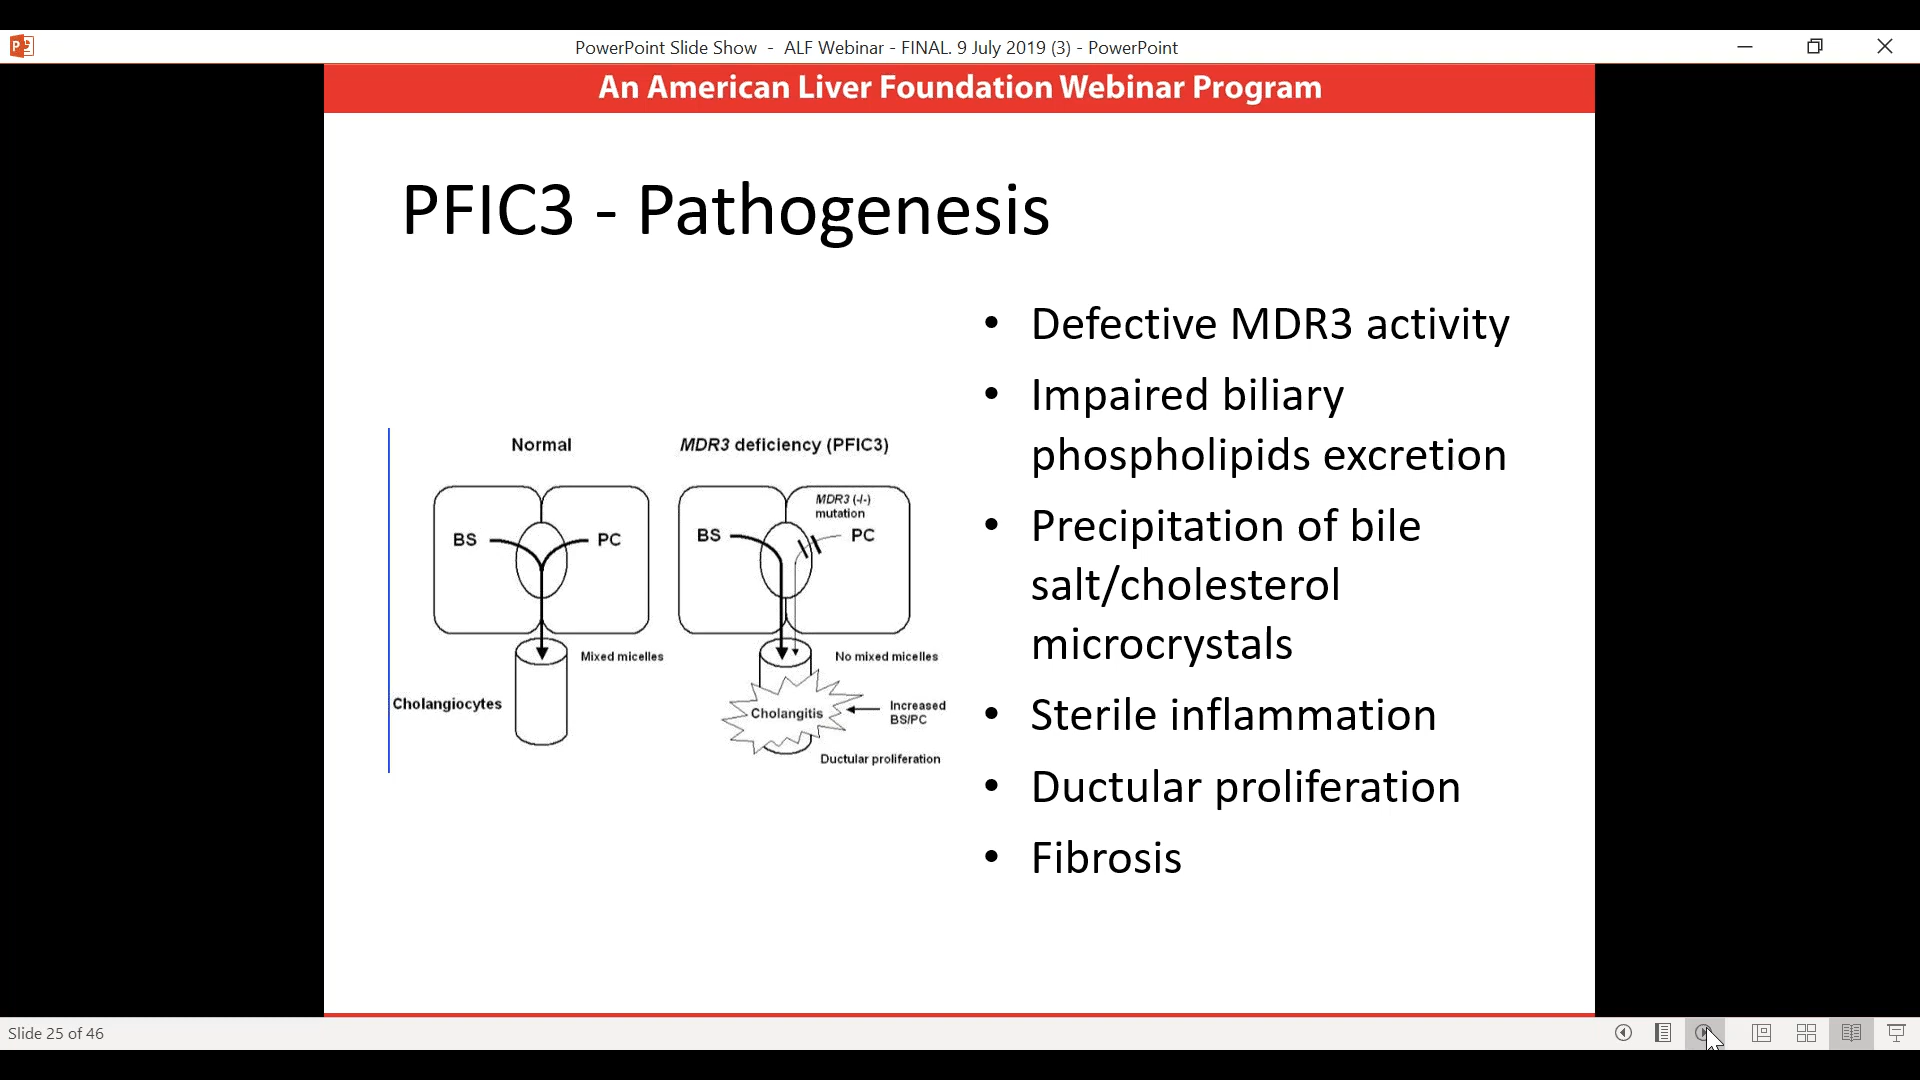 PowerPoint Slide Show - ALF Webinar - FINAL. 9 July 2019 (3) - PowerPoint
An American Liver Foundation Webinar Program
PFIC3 - Pathogenesis
Normal
MDR3 deficiency (PFIC3)
BS
PC
MDR3 (-/-)
mutation
BS
PC
Mixed micelles
No mixed micelles
Cholangiocytes
Cholangitis
Increased
BS/PC
Ductular proliferation
• Defective MDR3 activity
• Impaired biliary
phospholipids excretion
• Precipitation of bile
salt/cholesterol
microcrystals
• Sterile inflammation
• Ductular proliferation
• Fibrosis
Slide 25 of 46